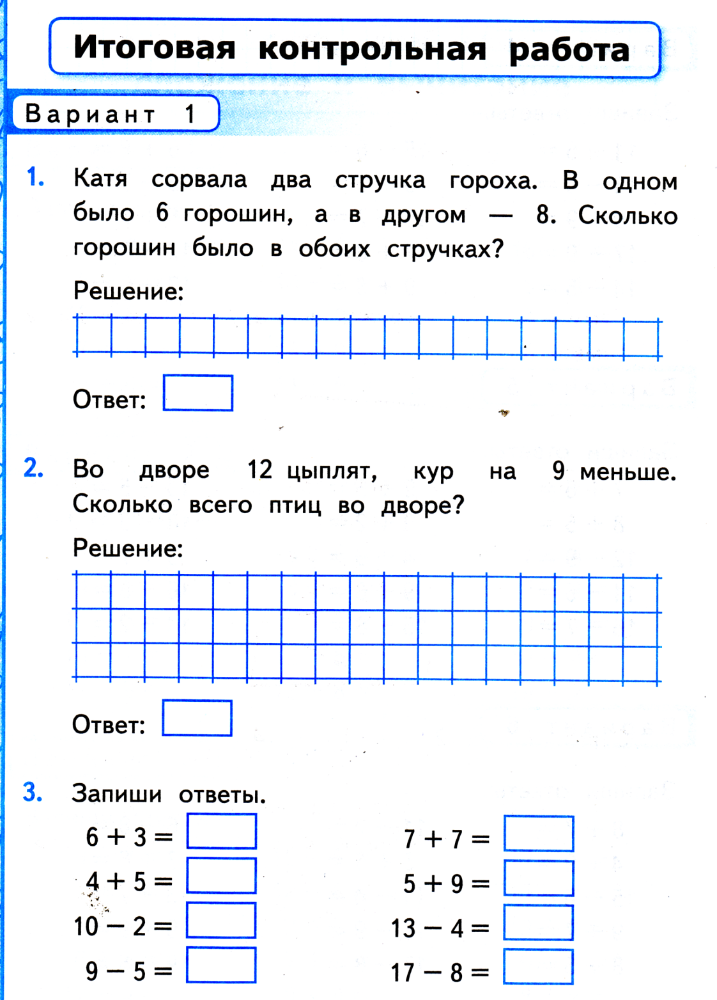 Итоговая контрольная работа
Вариант 1
1. Катя сорвала два стручка гороха. В одном
было 6 горошин, а в другом — 8. Сколько
горошин было в обоих стручках?
Решение:
Ответ:
2. Во дворе 12 цыплят, кур на 9 меньше.
Сколько всего птиц во дворе?
Решение:
Ответ:
3. Запиши ответы.
6 + 3 = 7 + 7 =
4 + 5 = 5 + 9 =
10 − 2 = 13 − 4 =
9 − 5 = 17 − 8 =